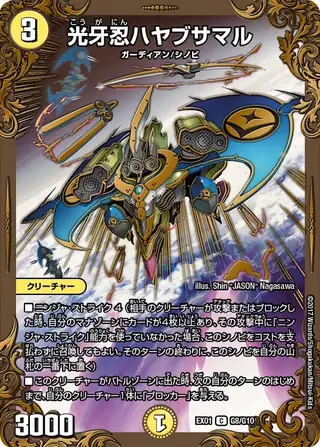 3
こうがにん
光牙忍ハヤブサマル
ガーディアン/シノビ
illus. Shin “JASON” Nagasawa
クリーチャー
■ニンジャ・ストライク 4（相手のクリーチャーが攻撃またはブロック
した時、自分のマナゾーンにカードが4枚以上あり、その攻撃中に「ニン
ジャ・ストライク」能力を使っていなかった場合、このシノビをコストを支
払わずに召喚してもよい。そのターンの終わりに、このシノビを自分の山
札の一番下に置く）
■このクリーチャーがバトルゾーンに出た時、次の自分のターンのはじめ
まで、自分のクリーチャー1体に「ブロッカー」を与える。
3000
1
EX01 C G8/G10
©2017 Wizards/Shogakukan/Mitsui-Kids